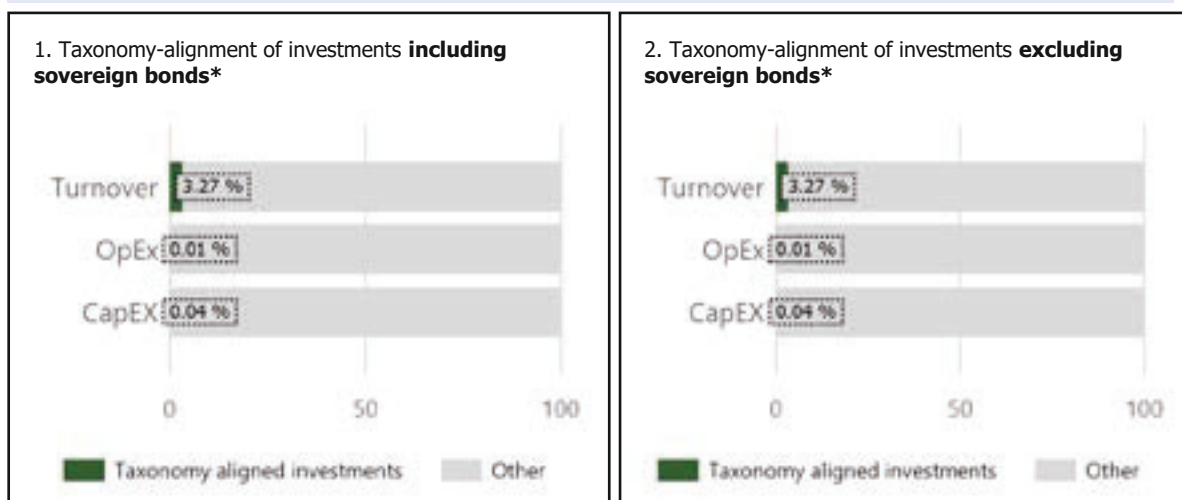 1. Taxonomy-alignment of investments including
sovereign bonds*
Turnover 3.27 %
OpEx 0.01 %
CapEX 0.04 %
0 50 100
Taxonomy aligned investments Other
2. Taxonomy-alignment of investments excluding
sovereign bonds*
Turnover 3.27 %
OpEx 0.01 %
CapEX 0.04 %
0 50 100
Taxonomy aligned investments Other